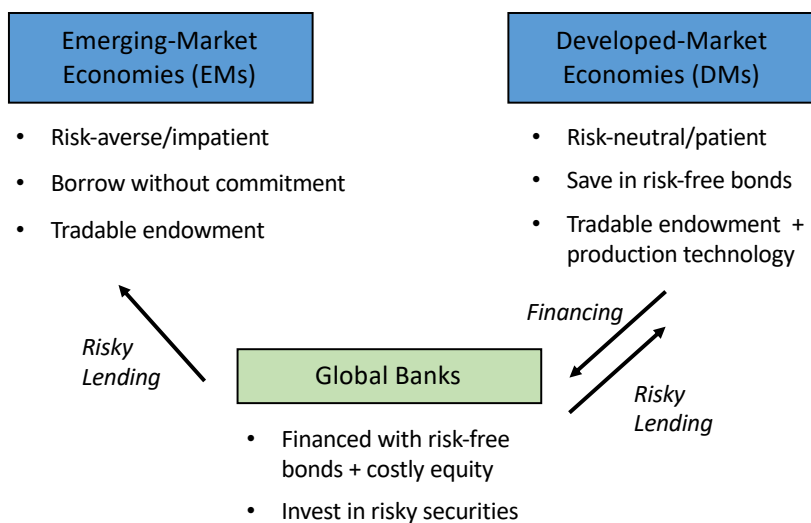 Emerging-Market
Economies (EMs)
• Risk-averse/impatient
• Borrow without commitment
• Tradable endowment
Developed-Market
Economies (DMs)
• Risk-neutral/patient
• Save in risk-free bonds
• Tradable endowment +
production technology
Risky
Lending
Financing
Risky
Lending
Global Banks
• Financed with risk-free
bonds + costly equity
• Invest in risky securities